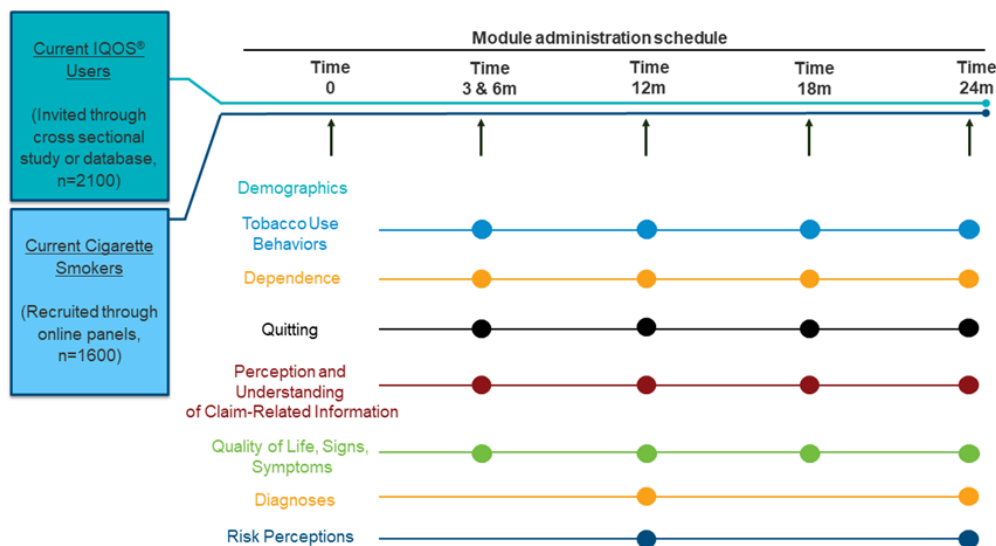 Current IQOS®
Users
(Invited through
cross sectional
study or database,
n=2100)
Current Cigarette
Smokers
(Recruited through
online panels,
n=1600)
Module administration schedule
Time
0
Time
3 & 6m
Time
12m
Time
18m
Time
24m
Demographics
Tobacco Use
Behaviors
Dependence
Quitting
Perception and
Understanding
of Claim-Related Information
Quality of Life, Signs,
Symptoms
Diagnoses
Risk Perceptions